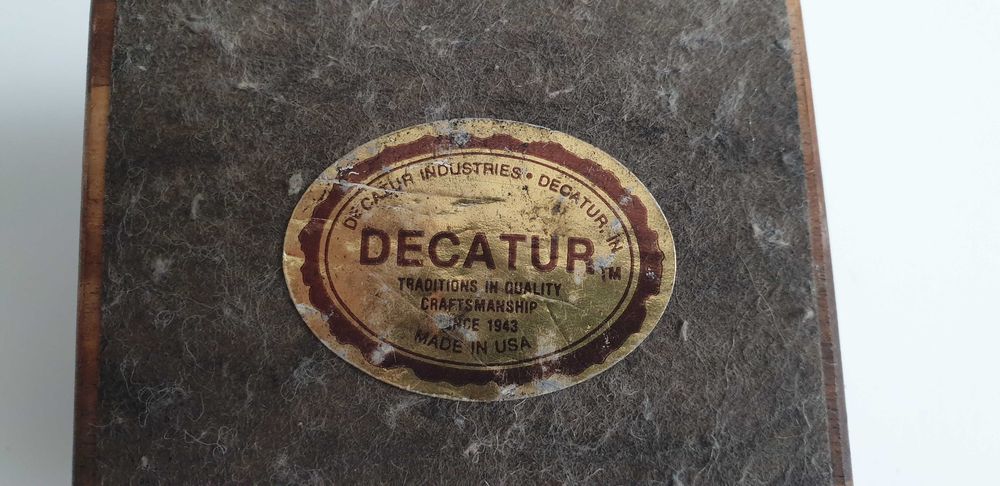 DECATUR INDUSTRIES • DECATUR, IN
DECATUR™
TRADITIONS IN QUALITY
CRAFTSMANSHIP
SINCE 1943
MADE IN USA